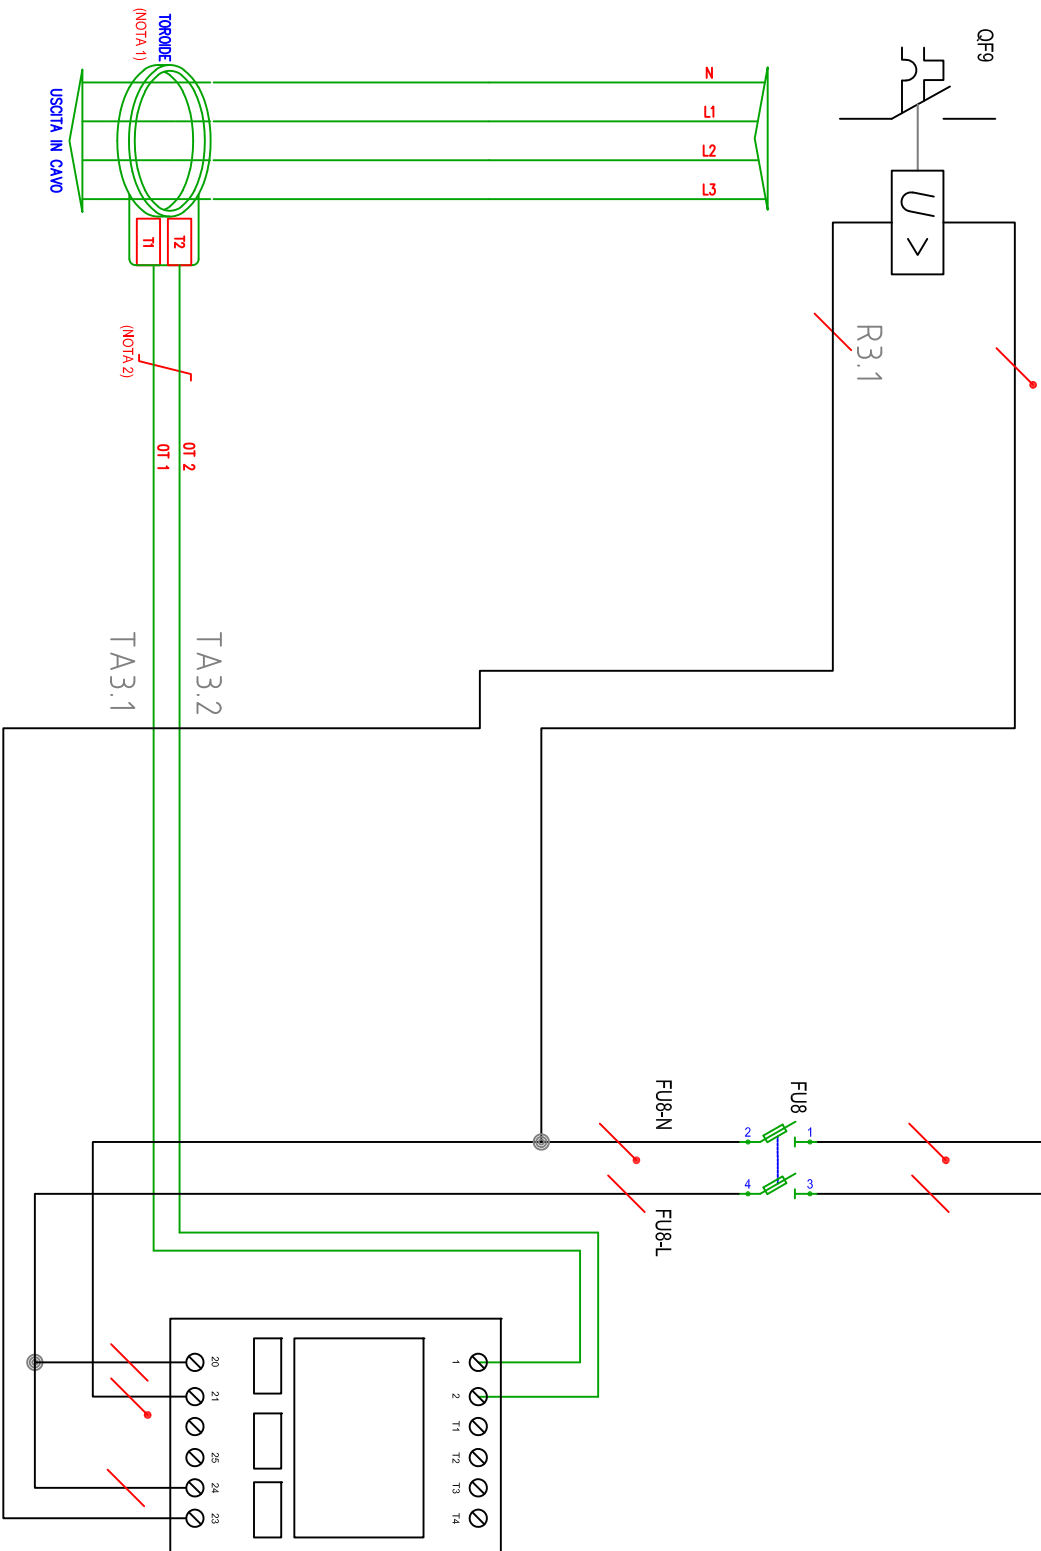 QF9
U >
R3.1
TOROIDE
(NOTA 1)
N
L1
L2
L3
USCITA IN CAVO
T2
T1
(NOTA 2)
OT 2
OT 1
TA3.2
TA3.1
FU8
FU8-N
2
1
4
3
FU8-L
20
21
25
24
23
1
2
T1
T2
T3
T4